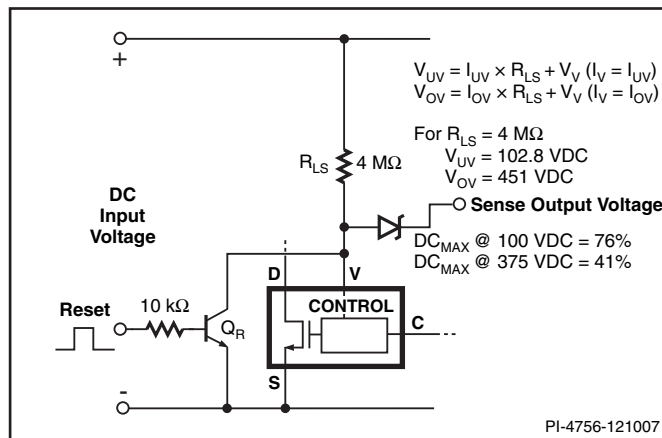 +
V_UV = I_UV × R_LS + V_V (I_V = I_UV)
V_OV = I_OV × R_LS + V_V (I_V = I_OV)
For R_LS = 4 MΩ
V_UV = 102.8 VDC
V_OV = 451 VDC
R_LS 4 MΩ
DC
Input
Voltage
Sense Output Voltage
DC_MAX @ 100 VDC = 76%
DC_MAX @ 375 VDC = 41%
D V
CONTROL
C
Reset
10 kΩ
Q_R
S
-
PI-4756-121007